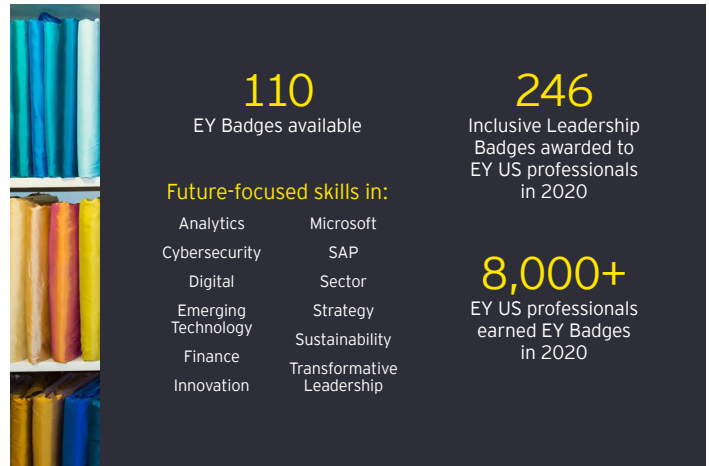 110
EY Badges available
Future-focused skills in:
Analytics
Cybersecurity
Digital
Emerging
Technology
Finance
Innovation
Microsoft
SAP
Sector
Strategy
Sustainability
Transformative
Leadership
246
Inclusive Leadership
Badges awarded to
EY US professionals
in 2020
8,000+
EY US professionals
earned EY Badges
in 2020